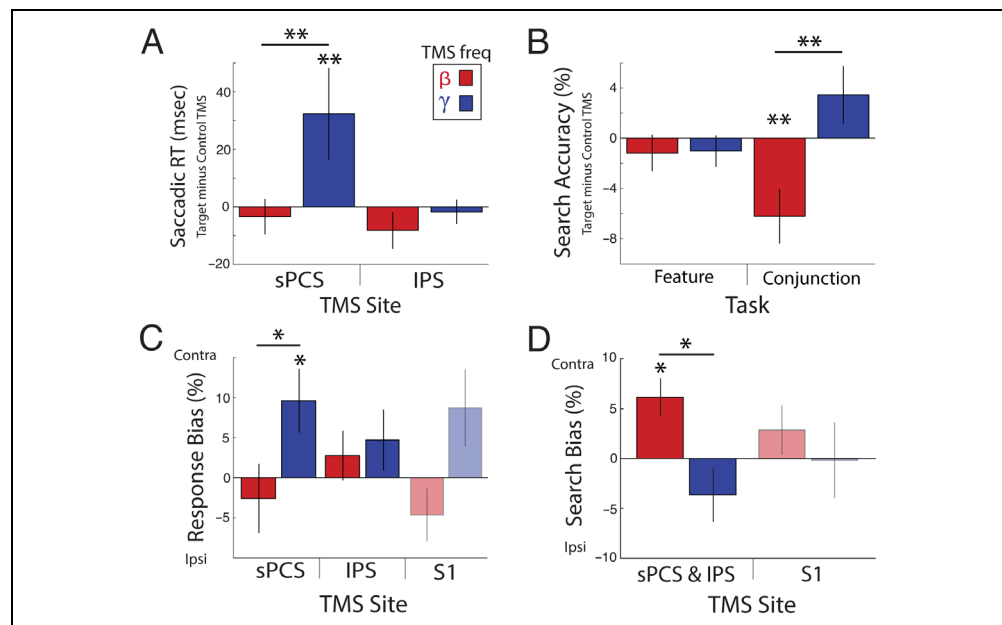 A
**
**
TMS freq
β
γ
Saccadic RT (msec)
Target minus Control TMS
40
20
0
−20
sPCS
IPS
TMS Site
B
**
**
Search Accuracy (%)
Target minus Control TMS
4
0
−4
−8
Feature
Conjunction
Task
C
Contra
*
*
Response Bias (%)
10
5
0
−5
Ipsi
sPCS
IPS
S1
TMS Site
D
Contra
*
*
Search Bias (%)
10
5
0
−5
−10
Ipsi
sPCS & IPS
S1
TMS Site